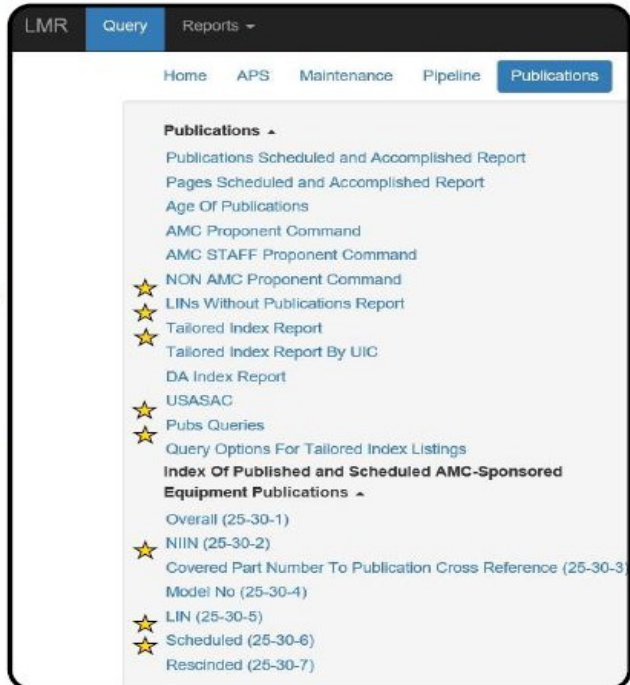 LMR Query Reports
Home APS Maintenance Pipeline Publications
Publications
Publications Scheduled and Accomplished Report
Pages Scheduled and Accomplished Report
Age Of Publications
AMC Proponent Command
AMC STAFF Proponent Command
NON AMC Proponent Command
LINs Without Publications Report
Tailored Index Report
Tailored Index Report By UIC
DA Index Report
USASAC
Pubs Queries
Query Options For Tailored Index Listings
Index Of Published and Scheduled AMC-Sponsored
Equipment Publications
Overall (25-30-1)
NIIN (25-30-2)
Covered Part Number To Publication Cross Reference (25-30-3)
Model No (25-30-4)
LIN (25-30-5)
Scheduled (25-30-6)
Rescinded (25-30-7)